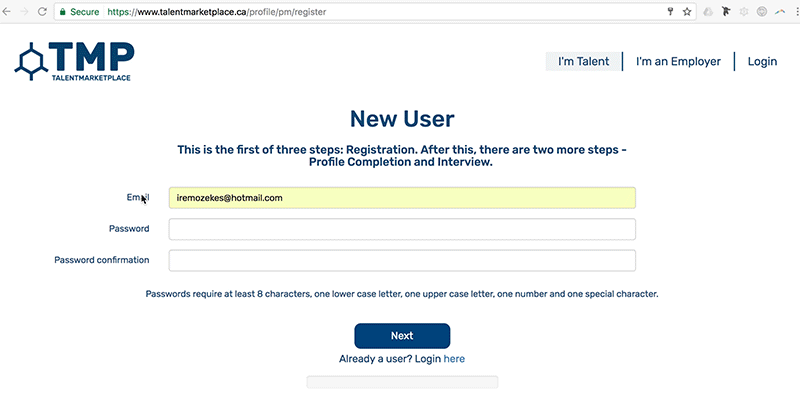 Secure https://www.talentmarketplace.ca/profile/pm/register
TMP
TALENTMARKETPLACE
I'm Talent
I'm an Employer
Login
New User
This is the first of three steps: Registration. After this, there are two more steps -
Profile Completion and Interview.
Email
iremozekes@hotmail.com
Password
Password confirmation
Passwords require at least 8 characters, one lower case letter, one upper case letter, one number and one special character.
Next
Already a user? Login here